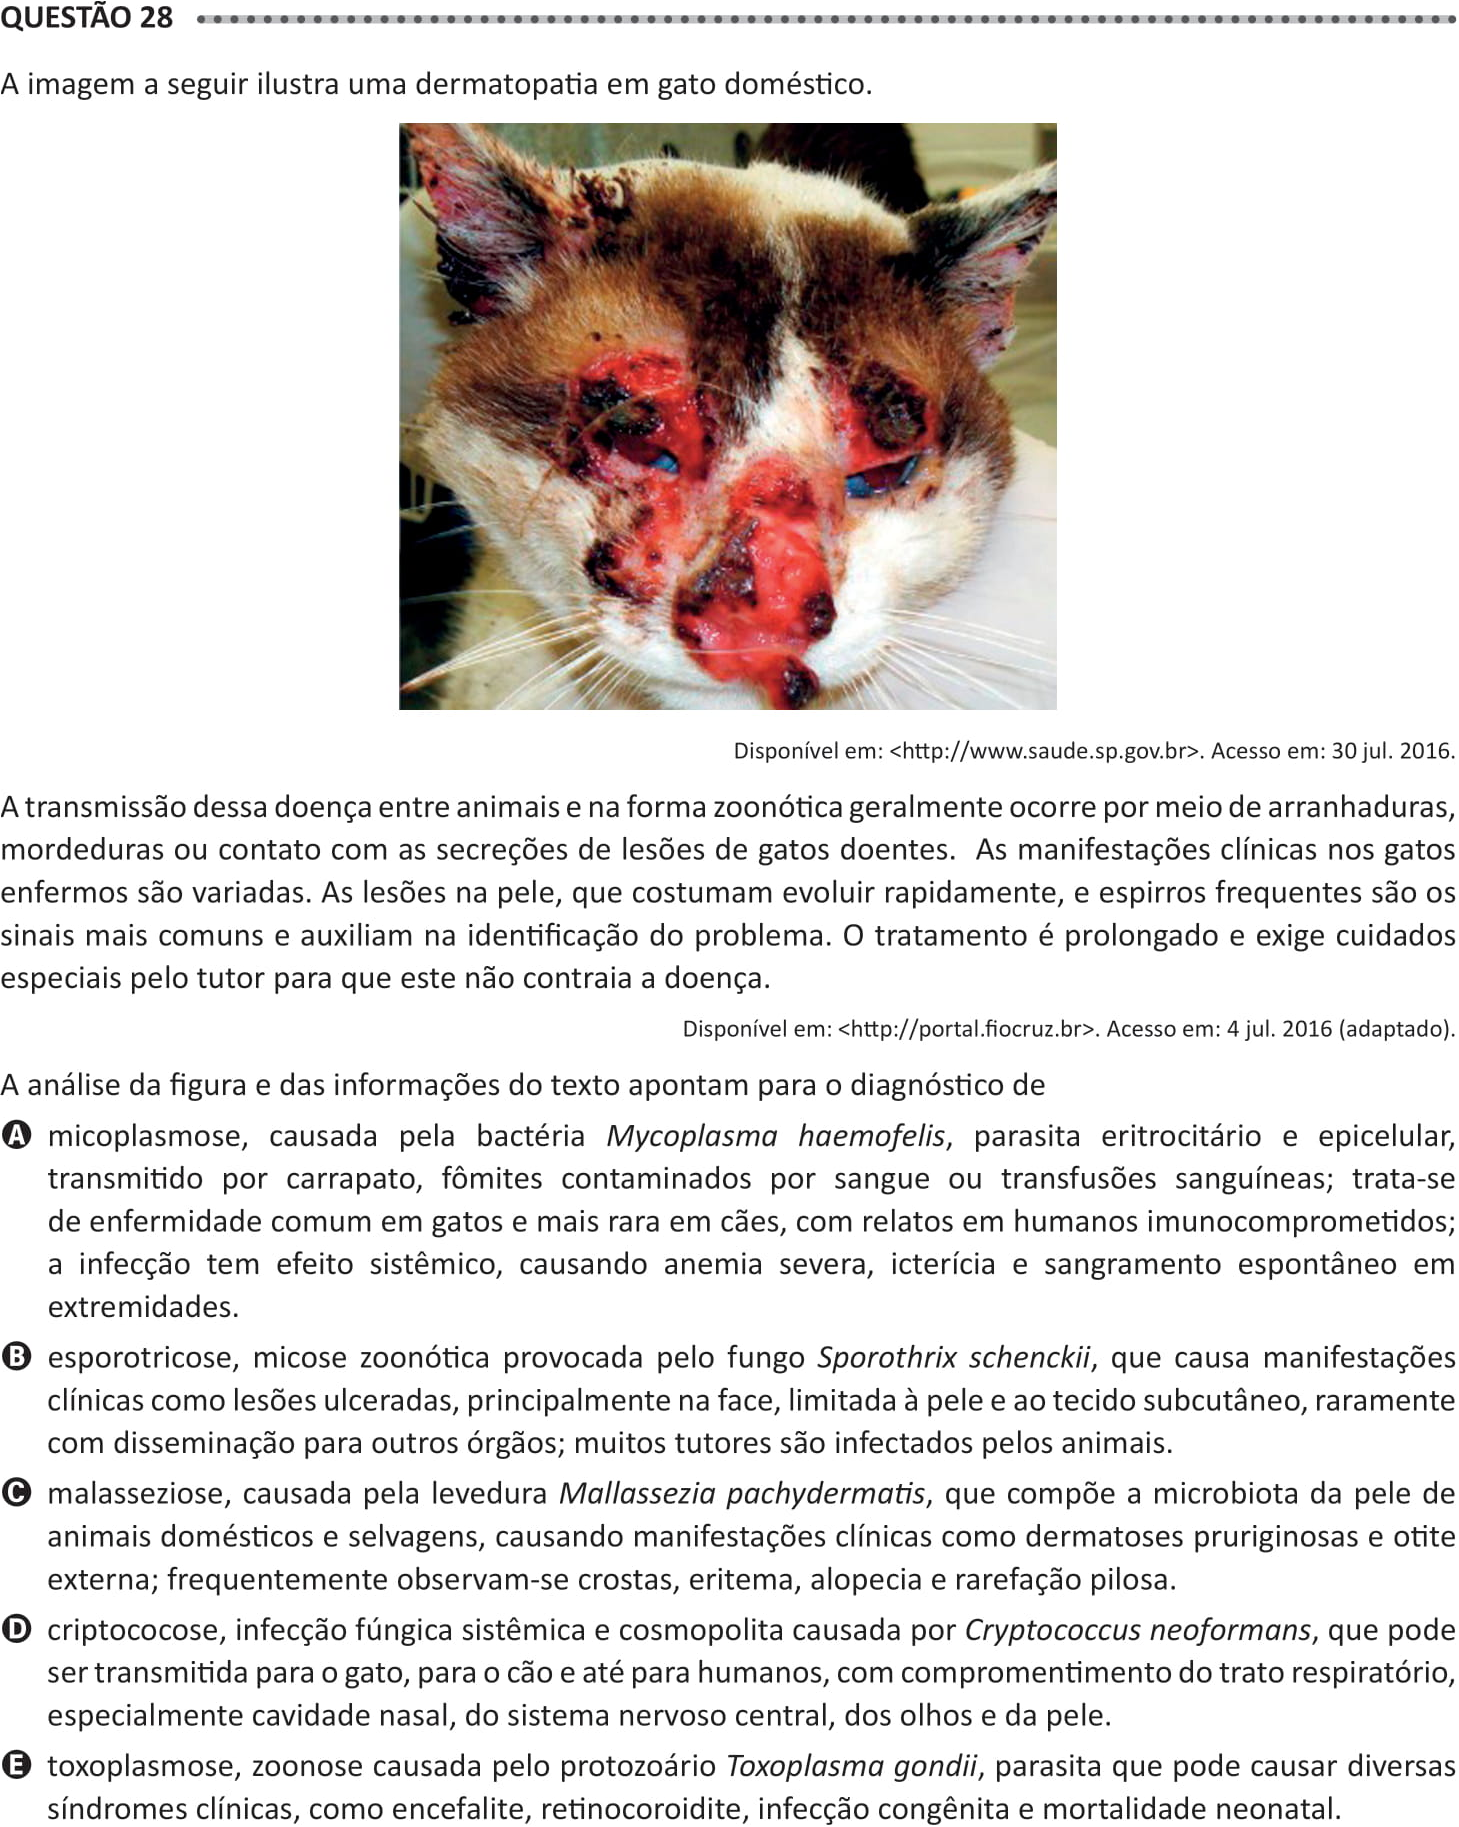 QUESTÃO 28
A imagem a seguir ilustra uma dermatopatia em gato doméstico.
Disponível em: <http://www.saude.sp.gov.br>. Acesso em: 30 jul. 2016.
A transmissão dessa doença entre animais e na forma zoonótica geralmente ocorre por meio de arranhaduras,
mordeduras ou contato com as secreções de lesões de gatos doentes. As manifestações clínicas nos gatos
enfermos são variadas. As lesões na pele, que costumam evoluir rapidamente, e espirros frequentes são os
sinais mais comuns e auxiliam na identificação do problema. O tratamento é prolongado e exige cuidados
especiais pelo tutor para que este não contraia a doença.
Disponível em: <http://portal.fiocruz.br>. Acesso em: 4 jul. 2016 (adaptado).
A análise da figura e das informações do texto apontam para o diagnóstico de
A micoplasmose, causada pela bactéria Mycoplasma haemofelis, parasita eritrocitário e epicelular,
transmitido por carrapato, fômites contaminados por sangue ou transfusões sanguíneas; trata-se
de enfermidade comum em gatos e mais rara em cães, com relatos em humanos imunocomprometidos;
a infecção tem efeito sistêmico, causando anemia severa, icterícia e sangramento espontâneo em
extremidades.
B esporotricose, micose zoonótica provocada pelo fungo Sporothrix schenckii, que causa manifestações
clínicas como lesões ulceradas, principalmente na face, limitada à pele e ao tecido subcutâneo, raramente
com disseminação para outros órgãos; muitos tutores são infectados pelos animais.
C malasseziose, causada pela levedura Mallassezia pachydermatis, que compõe a microbiota da pele de
animais domésticos e selvagens, causando manifestações clínicas como dermatoses pruriginosas e otite
externa; frequentemente observam-se crostas, eritema, alopecia e rarefação pilosa.
D criptococose, infecção fúngica sistêmica e cosmopolita causada por Cryptococcus neoformans, que pode
ser transmitida para o gato, para o cão e até para humanos, com compromentimento do trato respiratório,
especialmente cavidade nasal, do sistema nervoso central, dos olhos e da pele.
E toxoplasmose, zoonose causada pelo protozoário Toxoplasma gondii, parasita que pode causar diversas
síndromes clínicas, como encefalite, retinocoroidite, infecção congênita e mortalidade neonatal.